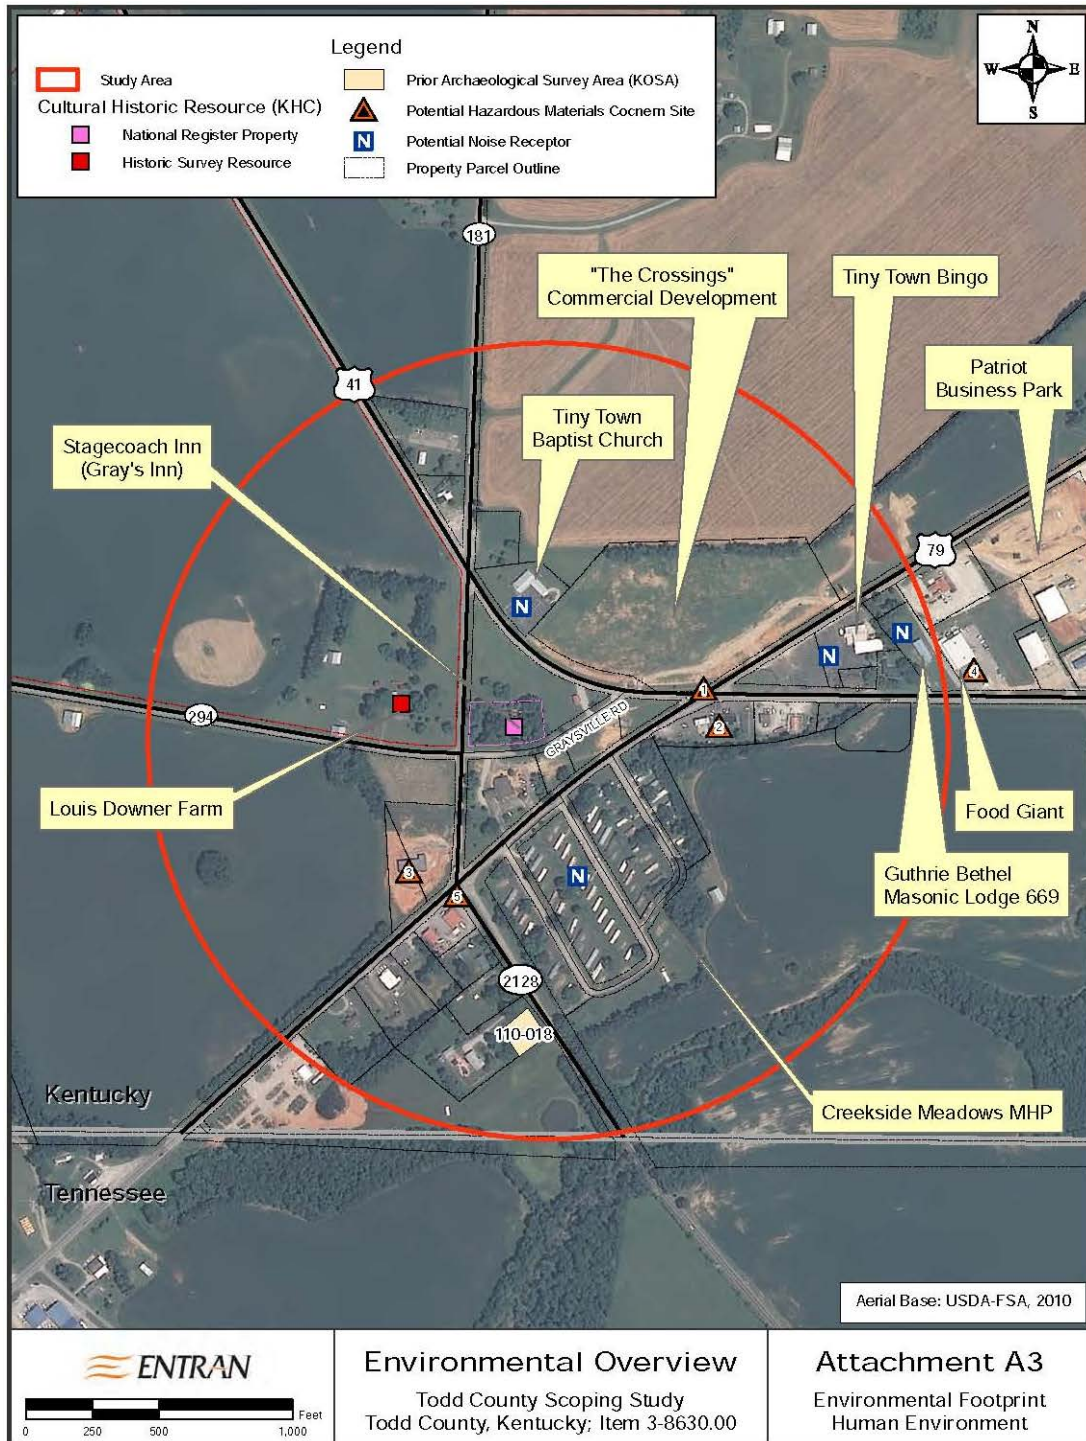 Legend
Study Area
Cultural Historic Resource (KHC)
National Register Property
Historic Survey Resource
Prior Archaeological Survey Area (KOSA)
Potential Hazardous Materials Cocnern Site
N
Potential Noise Receptor
Property Parcel Outline
N
W
E
S
181
"The Crossings"
Commercial Development
Tiny Town Bingo
41
Patriot
Business Park
Tiny Town
Baptist Church
Stagecoach Inn
(Gray's Inn)
79
N
N
N
4
1
2
294
GRAYSVILLE RD
Louis Downer Farm
Food Giant
Guthrie Bethel
Masonic Lodge 669
3
N
5
2128
110-018
Kentucky
Creekside Meadows MHP
Tennessee
Aerial Base: USDA-FSA, 2010
ENTRAN
0 250 500 1,000
Feet
Environmental Overview
Todd County Scoping Study
Todd County, Kentucky; Item 3-8630.00
Attachment A3
Environmental Footprint
Human Environment